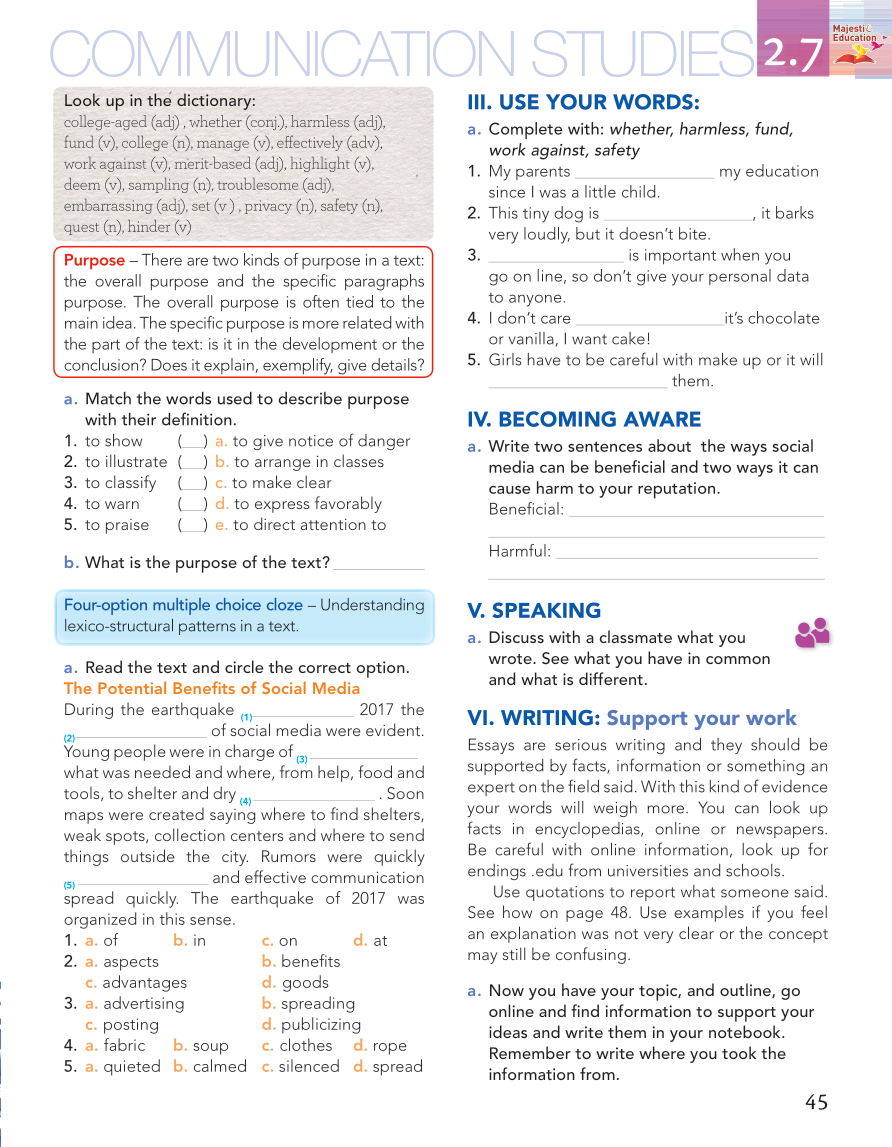 COMMUNICATION STUDIES 2.7
Majestic Education
Look up in the dictionary:
college-aged (adj) , whether (conj.), harmless (adj),
fund (v), college (n), manage (v), effectively (adv),
work against (v), merit-based (adj), highlight (v),
deem (v), sampling (n), troublesome (adj),
embarrassing (adj), set (v ) , privacy (n), safety (n),
quest (n), hinder (v)
Purpose – There are two kinds of purpose in a text:
the overall purpose and the specific paragraphs
purpose. The overall purpose is often tied to the
main idea. The specific purpose is more related with
the part of the text: is it in the development or the
conclusion? Does it explain, exemplify, give details?
a. Match the words used to describe purpose
with their definition.
1. to show (__) a. to give notice of danger
2. to illustrate (__) b. to arrange in classes
3. to classify (__) c. to make clear
4. to warn (__) d. to express favorably
5. to praise (__) e. to direct attention to
b. What is the purpose of the text? ___________
Four-option multiple choice cloze – Understanding
lexico-structural patterns in a text.
a. Read the text and circle the correct option.
The Potential Benefits of Social Media
During the earthquake (1)____________ 2017 the
(2)________________ of social media were evident.
Young people were in charge of (3) _____________
what was needed and where, from help, food and
tools, to shelter and dry (4) _______________ . Soon
maps were created saying where to find shelters,
weak spots, collection centers and where to send
things outside the city. Rumors were quickly
(5) ________________ and effective communication
spread quickly. The earthquake of 2017 was
organized in this sense.
1. a. of b. in c. on d. at
2. a. aspects b. benefits
c. advantages d. goods
3. a. advertising b. spreading
c. posting d. publicizing
4. a. fabric b. soup c. clothes d. rope
5. a. quieted b. calmed c. silenced d. spread
III. USE YOUR WORDS:
a. Complete with: whether, harmless, fund,
work against, safety
1. My parents _________________ my education
since I was a little child.
2. This tiny dog is __________________, it barks
very loudly, but it doesn’t bite.
3. ________________ is important when you
go on line, so don’t give your personal data
to anyone.
4. I don’t care __________________it’s chocolate
or vanilla, I want cake!
5. Girls have to be careful with make up or it will
______________________ them.
IV. BECOMING AWARE
a. Write two sentences about the ways social
media can be beneficial and two ways it can
cause harm to your reputation.
Beneficial: _______________________________
_________________________________________
Harmful: ________________________________
_________________________________________
V. SPEAKING
a. Discuss with a classmate what you
wrote. See what you have in common
and what is different.
VI. WRITING: Support your work
Essays are serious writing and they should be
supported by facts, information or something an
expert on the field said. With this kind of evidence
your words will weigh more. You can look up
facts in encyclopedias, online or newspapers.
Be careful with online information, look up for
endings .edu from universities and schools.
Use quotations to report what someone said.
See how on page 48. Use examples if you feel
an explanation was not very clear or the concept
may still be confusing.
a. Now you have your topic, and outline, go
online and find information to support your
ideas and write them in your notebook.
Remember to write where you took the
information from.
45